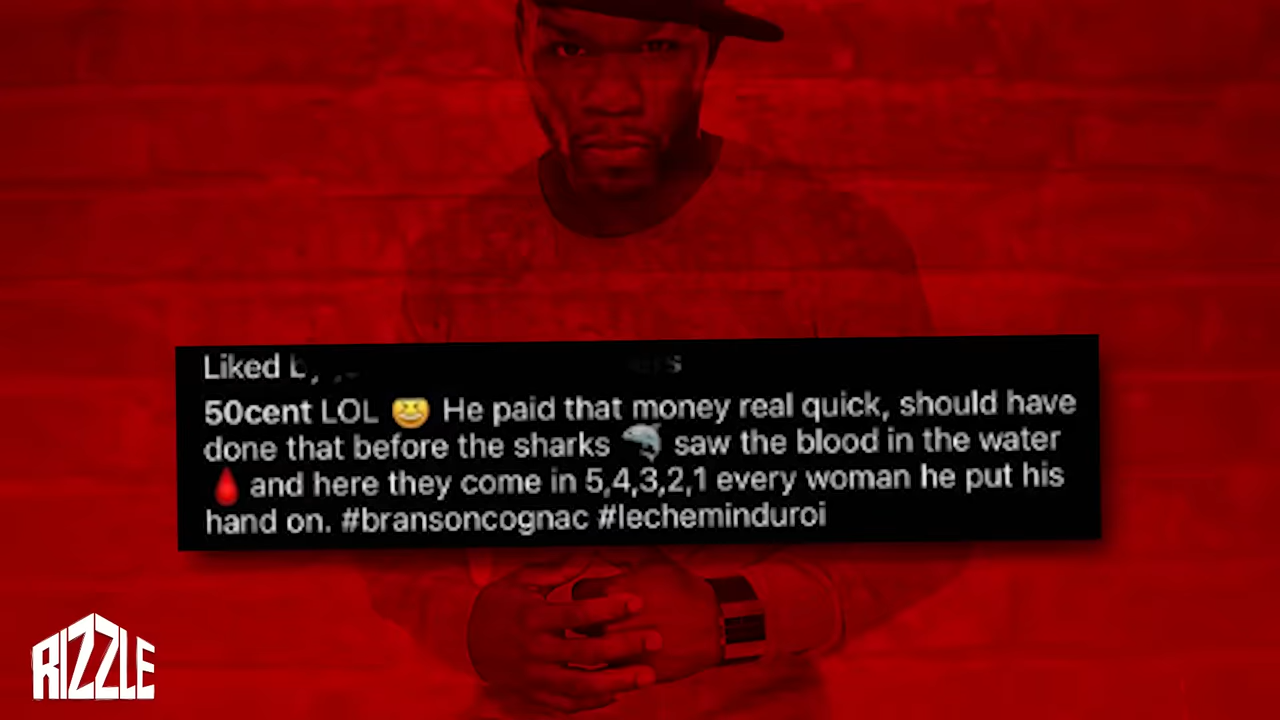 Liked b
50cent LOL 😆 He paid that money real quick, should have
done that before the sharks 🦈 saw the blood in the water
🩸 and here they come in 5,4,3,2,1 every woman he put his
hand on. #bransoncognac #lecheminduroi
RIZZLE